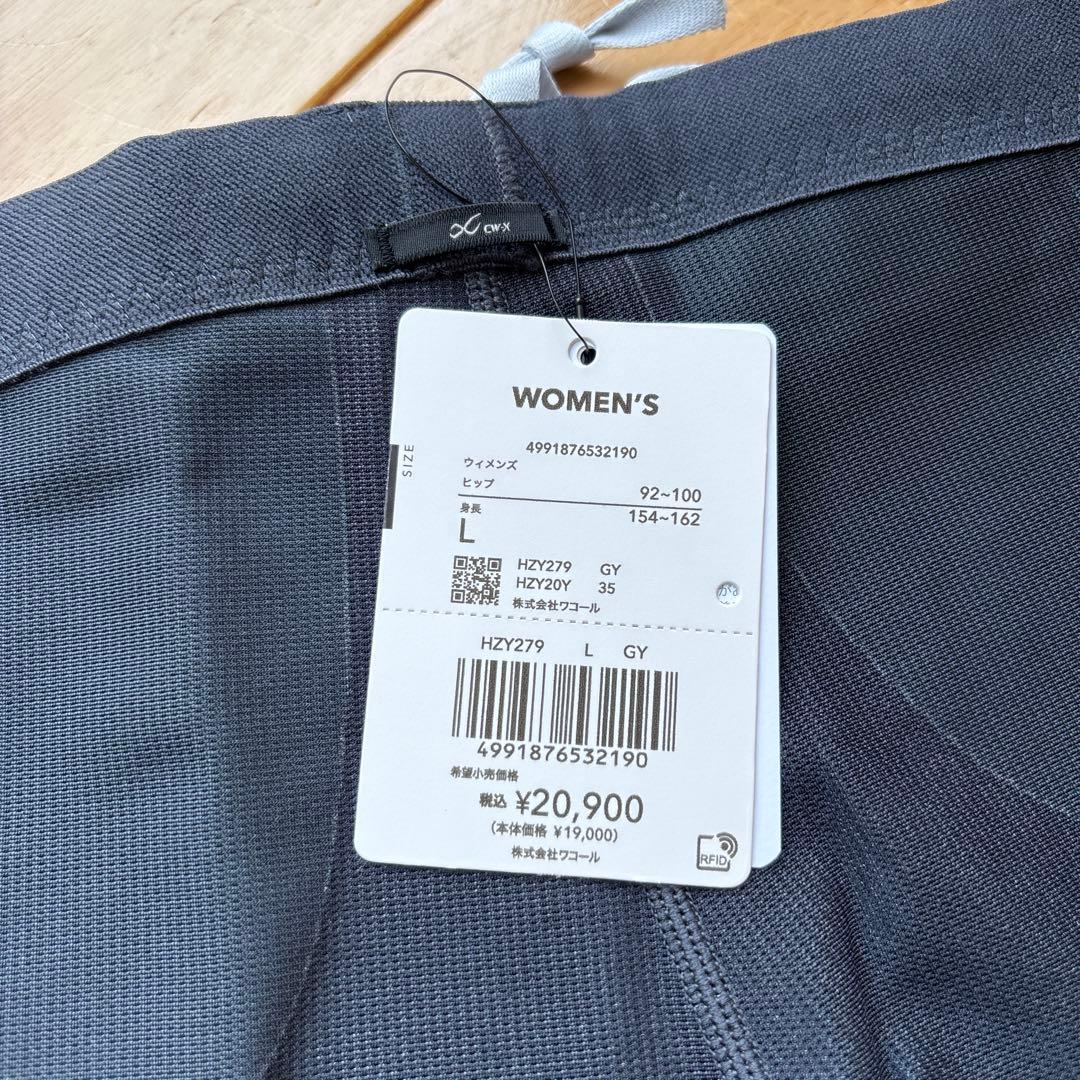 CW-X
WOMEN'S
SIZE
4991876532190
ウィメンズ
ヒップ 92~100
身長 154~162
L
HZY279 GY
HZY20Y 35
株式会社ワコール
HZY279 L GY
4991876532190
希望小売価格
税込 ¥20,900
(本体価格 ¥19,000)
株式会社ワコール
RFID